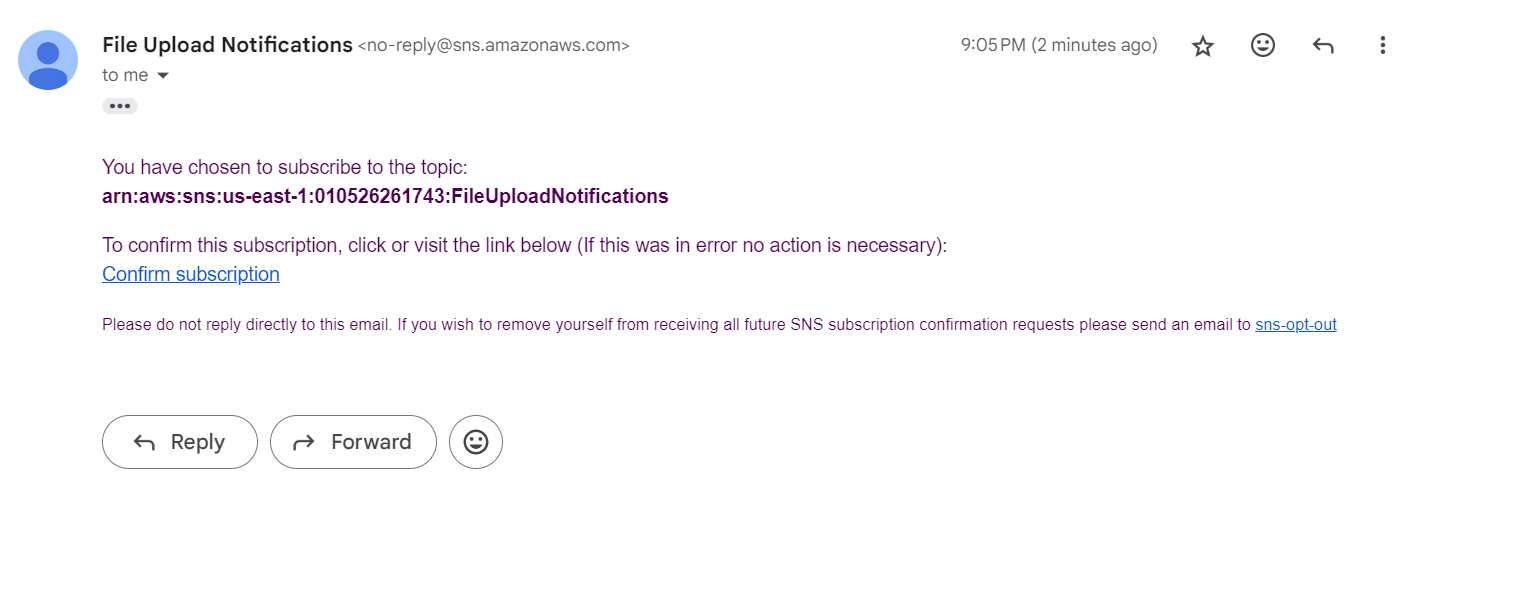 File Upload Notifications <no-reply@sns.amazonaws.com> 9:05 PM (2 minutes ago)
to me
You have chosen to subscribe to the topic:
arn:aws:sns:us-east-1:010526261743:FileUploadNotifications
To confirm this subscription, click or visit the link below (If this was in error no action is necessary):
Confirm subscription
Please do not reply directly to this email. If you wish to remove yourself from receiving all future SNS subscription confirmation requests please send an email to sns-opt-out
Reply Forward